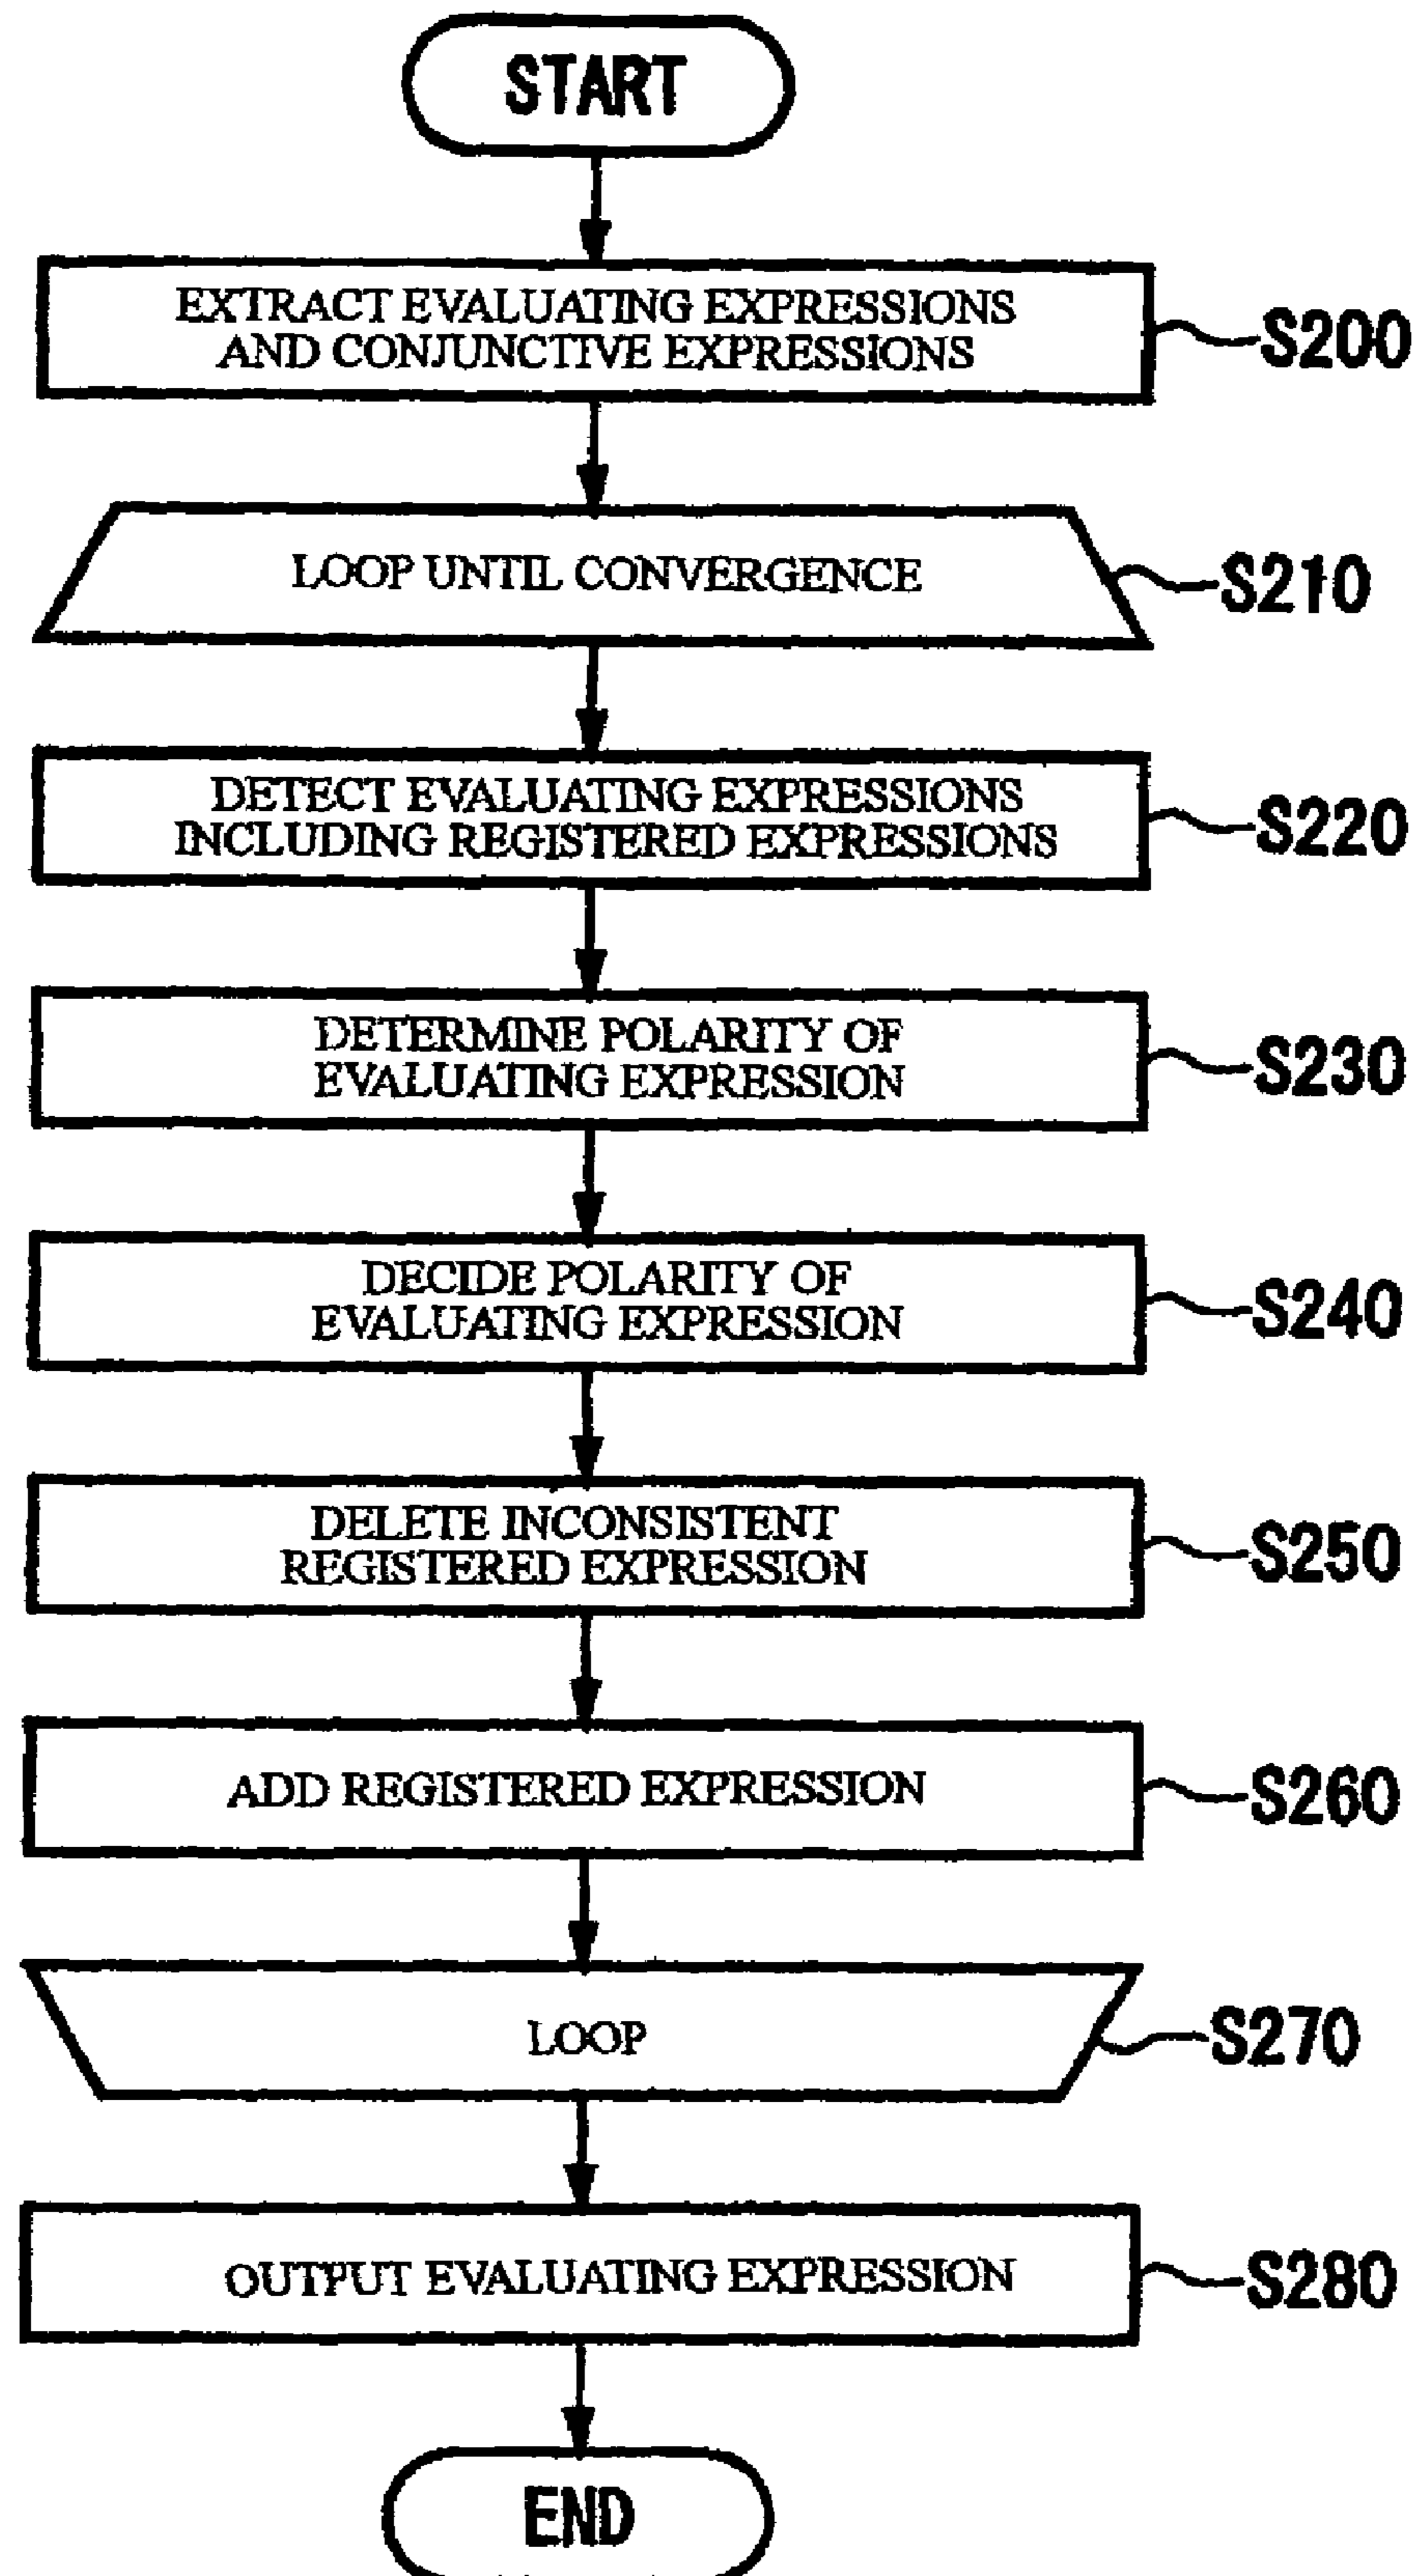 START
EXTRACT EVALUATING EXPRESSIONS
AND CONJUNCTIVE EXPRESSIONS
S200
LOOP UNTIL CONVERGENCE
S210
DETECT EVALUATING EXPRESSIONS
INCLUDING REGISTERED EXPRESSIONS
S220
DETERMINE POLARITY OF
EVALUATING EXPRESSION
S230
DECIDE POLARITY OF
EVALUATING EXPRESSION
S240
DELETE INCONSISTENT
REGISTERED EXPRESSION
S250
ADD REGISTERED EXPRESSION
S260
LOOP
S270
OUTPUT EVALUATING EXPRESSION
S280
END